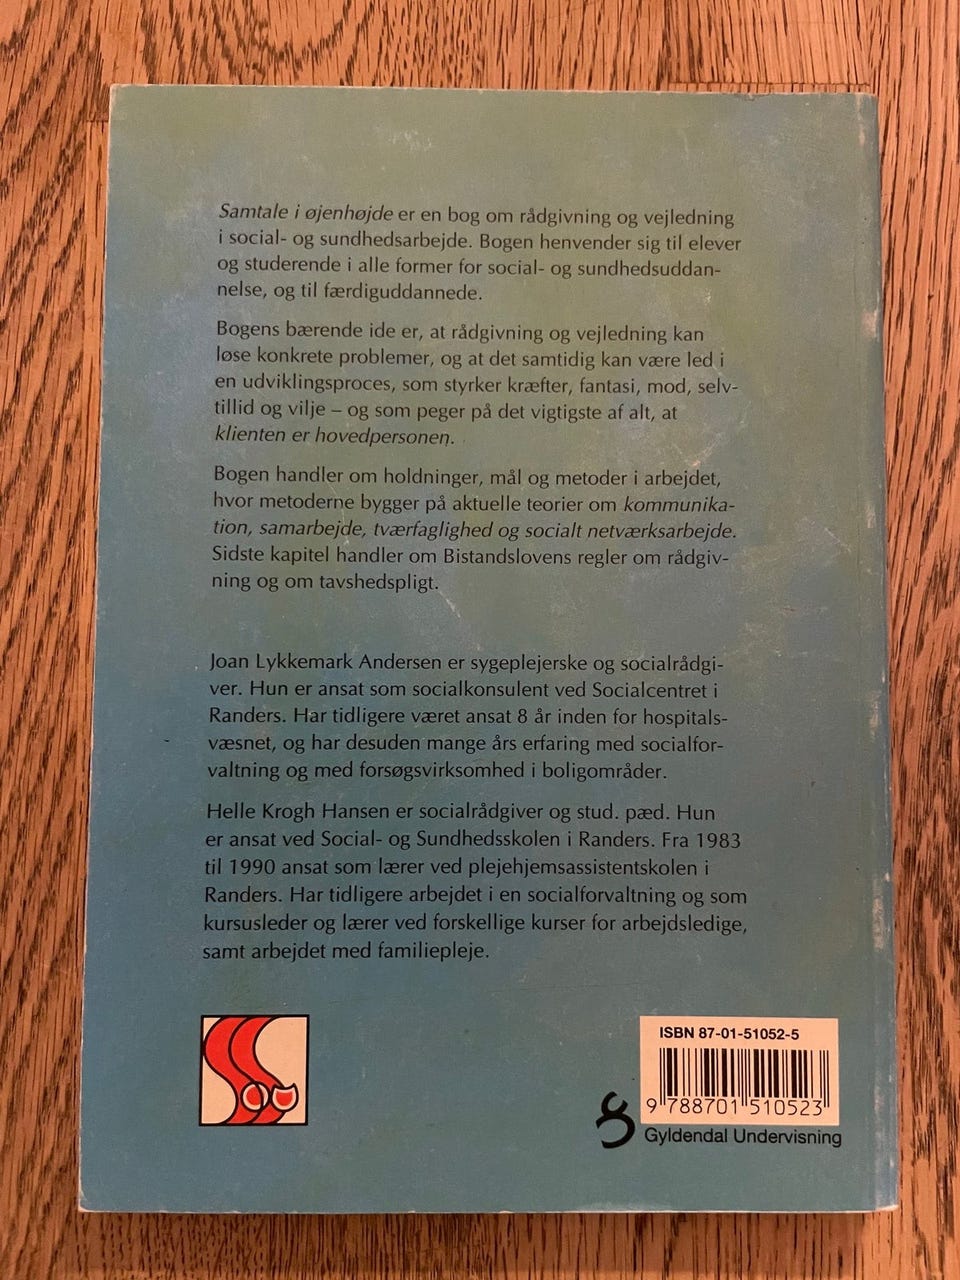 Samtale i øjenhøjde er en bog om rådgivning og vejledning
i social- og sundhedsarbejde. Bogen henvender sig til elever
og studerende i alle former for social- og sundhedsuddan-
nelse, og til færdiguddannede.
Bogens bærende ide er, at rådgivning og vejledning kan
løse konkrete problemer, og at det samtidig kan være led i
en udviklingsproces, som styrker kræfter, fantasi, mod, selv-
tillid og vilje – og som peger på det vigtigste af alt, at
klienten er hovedpersonen.
Bogen handler om holdninger, mål og metoder i arbejdet,
hvor metoderne bygger på aktuelle teorier om kommunika-
tion, samarbejde, tværfaglighed og socialt netværksarbejde.
Sidste kapitel handler om Bistandslovens regler om rådgiv-
ning og om tavshedspligt.
Joan Lykkemark Andersen er sygeplejerske og socialrådgi-
ver. Hun er ansat som socialkonsulent ved Socialcentret i
Randers. Har tidligere været ansat 8 år inden for hospitals-
væsnet, og har desuden mange års erfaring med socialfor-
valtning og med forsøgsvirksomhed i boligområder.
Helle Krogh Hansen er socialrådgiver og stud. pæd. Hun
er ansat ved Social- og Sundhedsskolen i Randers. Fra 1983
til 1990 ansat som lærer ved plejehjemsassistentskolen i
Randers. Har tidligere arbejdet i en socialforvaltning og som
kursusleder og lærer ved forskellige kurser for arbejdsledige,
samt arbejdet med familiepleje.
ISBN 87-01-51052-5
9 788701 510523
Gyldendal Undervisning